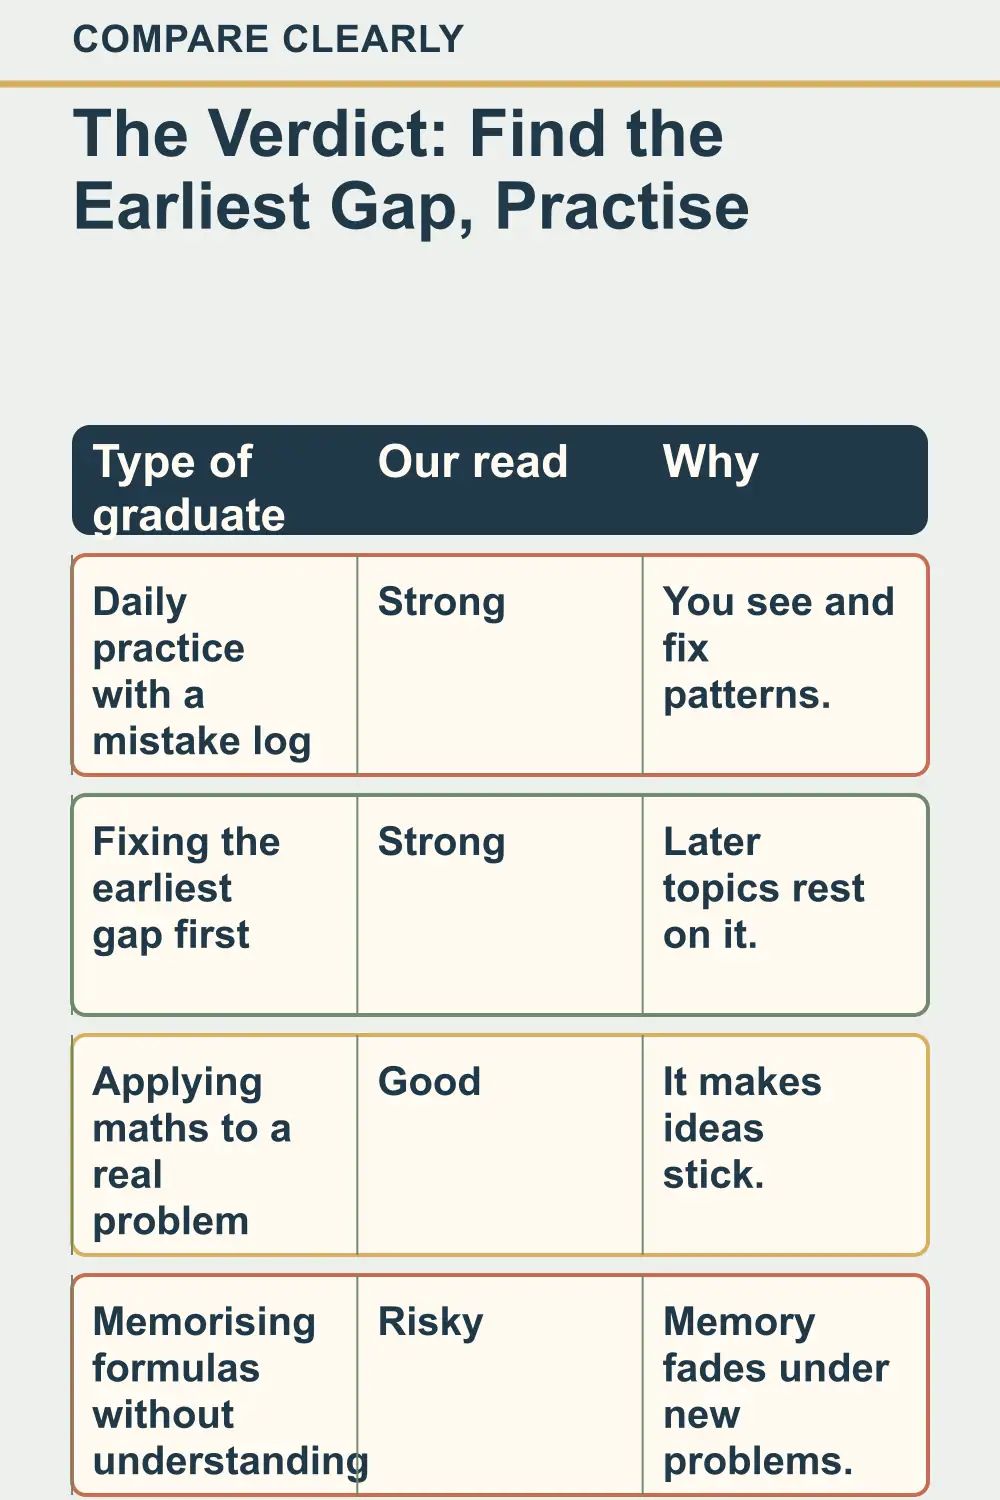 COMPARE CLEARLY
The Verdict: Find the
Earliest Gap, Practise
Type of
graduate
Our read
Why
Daily
practice
with a
mistake log
Strong
You see and
fix
patterns.
Fixing the
earliest
gap first
Strong
Later
topics rest
on it.
Applying
maths to a
real
problem
Good
It makes
ideas
stick.
Memorising
formulas
without
understanding
Risky
Memory
fades under
new
problems.